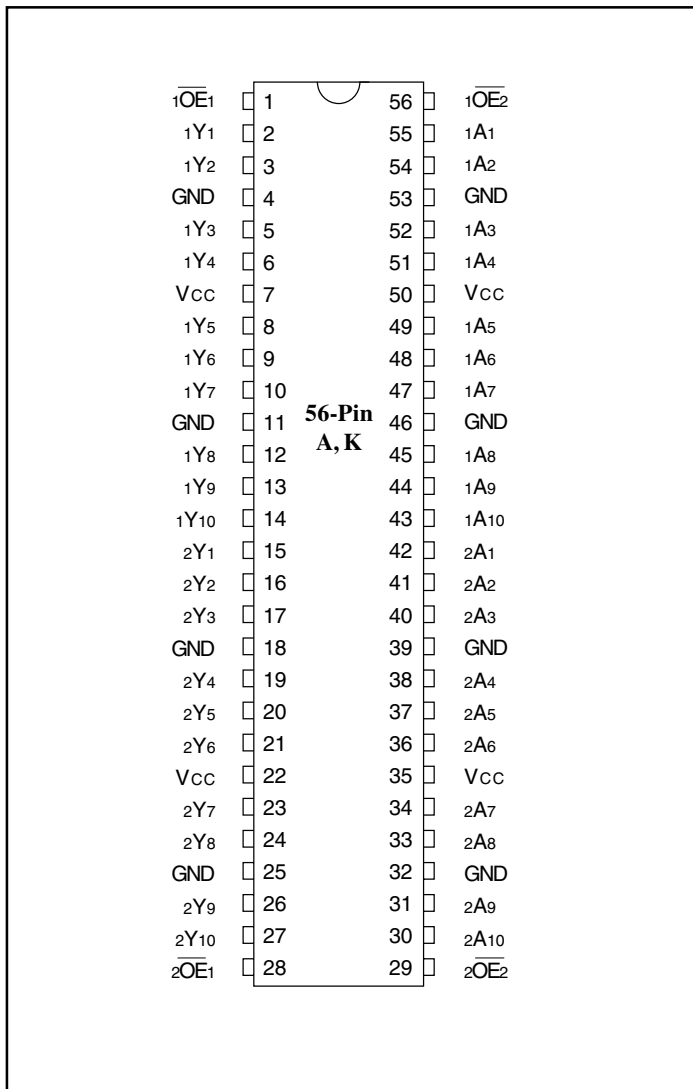 1OE1 1 56 1OE2
1Y1 2 55 1A1
1Y2 3 54 1A2
GND 4 53 GND
1Y3 5 52 1A3
1Y4 6 51 1A4
VCC 7 50 VCC
1Y5 8 49 1A5
1Y6 9 48 1A6
1Y7 10 47 1A7
GND 11 56-Pin 46 GND
A, K
1Y8 12 45 1A8
1Y9 13 44 1A9
1Y10 14 43 1A10
2Y1 15 42 2A1
2Y2 16 41 2A2
2Y3 17 40 2A3
GND 18 39 GND
2Y4 19 38 2A4
2Y5 20 37 2A5
2Y6 21 36 2A6
VCC 22 35 VCC
2Y7 23 34 2A7
2Y8 24 33 2A8
GND 25 32 GND
2Y9 26 31 2A9
2Y10 27 30 2A10
2OE1 28 29 2OE2